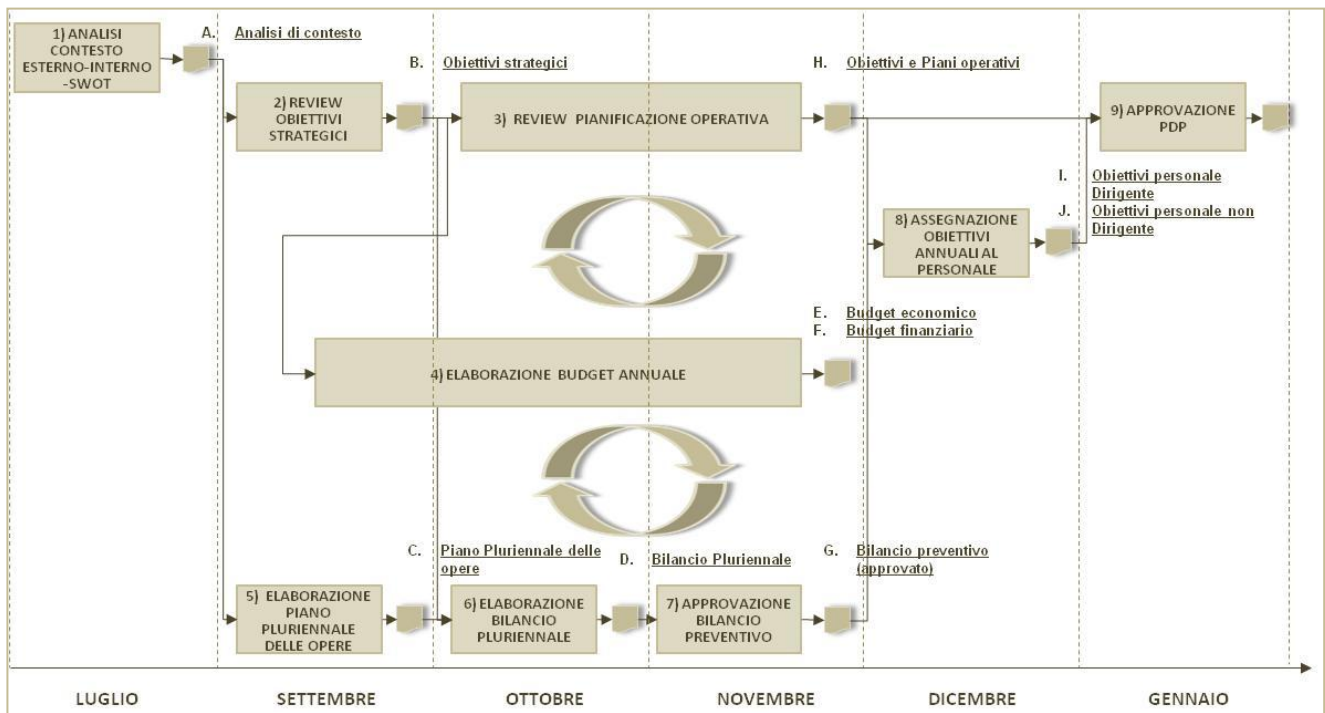 1) ANALISI
CONTESTO
ESTERNO-INTERNO
-SWOT
A. Analisi di contesto
B. Obiettivi strategici
H. Obiettivi e Piani operativi
2) REVIEW
OBIETTIVI
STRATEGICI
3) REVIEW PIANIFICAZIONE OPERATIVA
9) APPROVAZIONE
PDP
I. Obiettivi personale
Dirigente
J. Obiettivi personale non
Dirigente
8) ASSEGNAZIONE
OBIETTIVI
ANNUALI AL
PERSONALE
E. Budget economico
F. Budget finanziario
4) ELABORAZIONE BUDGET ANNUALE
C. Piano Pluriennale delle
opere
D. Bilancio Pluriennale
G. Bilancio preventivo
(approvato)
5) ELABORAZIONE
PIANO
PLURIENNALE
DELLE OPERE
6) ELABORAZIONE
BILANCIO
PLURIENNALE
7) APPROVAZIONE
BILANCIO
PREVENTIVO
LUGLIO SETTEMBRE OTTOBRE NOVEMBRE DICEMBRE GENNAIO